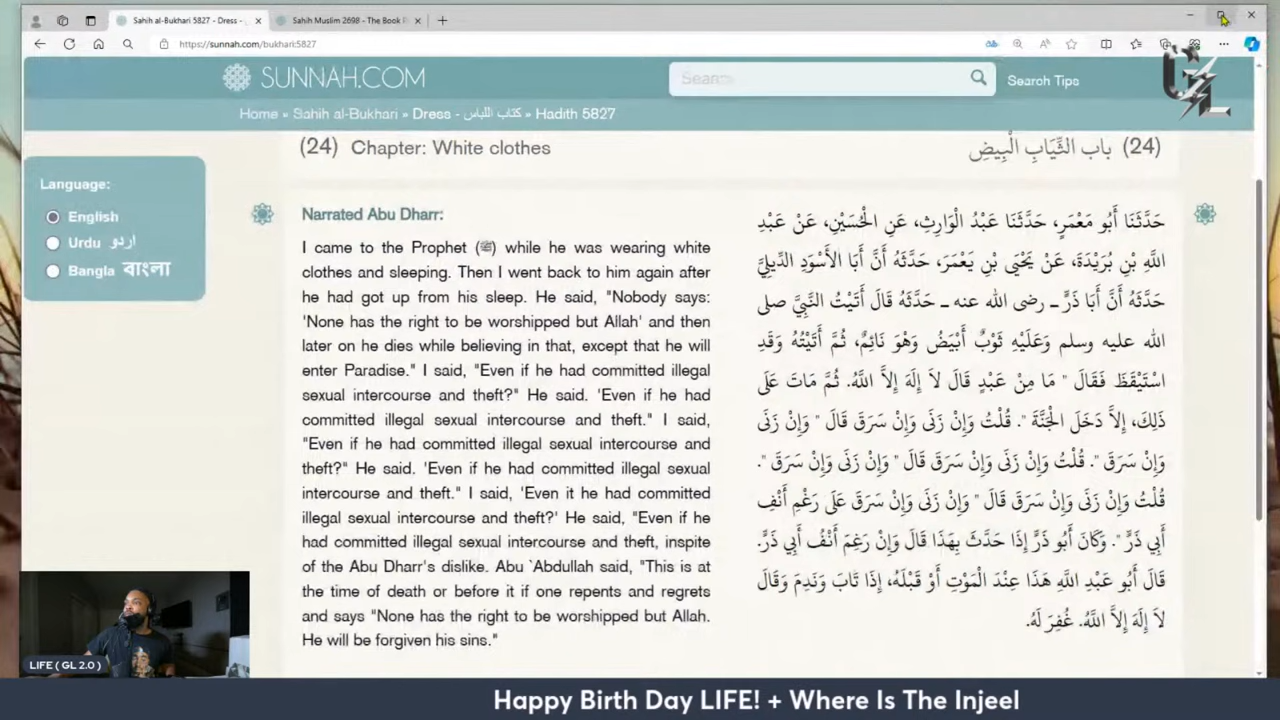 Sahih al-Bukhari 5827 - Dress -
Sahih Muslim 2698 - The Book
https://sunnah.com/bukhari:5827
GL
SUNNAH.COM
Search
Search Tips
Home » Sahih al-Bukhari » Dress - كتاب اللباس » Hadith 5827
(24) Chapter: White clothes
(24) باب الثِّيَابِ الْبِيضِ
Language:
English
Urdu اردو
Bangla বাংলা
Narrated Abu Dharr:
I came to the Prophet (ﷺ) while he was wearing white
clothes and sleeping. Then I went back to him again after
he had got up from his sleep. He said, "Nobody says:
'None has the right to be worshipped but Allah' and then
later on he dies while believing in that, except that he will
enter Paradise." I said, "Even if he had committed illegal
sexual intercourse and theft?" He said. 'Even if he had
committed illegal sexual intercourse and theft." I said,
"Even if he had committed illegal sexual intercourse and
theft?" He said. 'Even if he had committed illegal sexual
intercourse and theft." I said, 'Even it he had committed
illegal sexual intercourse and theft?' He said, "Even if he
had committed illegal sexual intercourse and theft, inspite
of the Abu Dharr's dislike. Abu `Abdullah said, "This is at
the time of death or before it if one repents and regrets
and says "None has the right to be worshipped but Allah.
He will be forgiven his sins."
حَدَّثَنَا أَبُو مَعْمَرٍ، حَدَّثَنَا عَبْدُ الْوَارِثِ، عَنِ الْحُسَيْنِ، عَنْ عَبْدِ
اللَّهِ بْنِ بُرَيْدَةَ، عَنْ يَحْيَى بْنِ يَعْمَرَ، حَدَّثَهُ أَنَّ أَبَا الأَسْوَدِ الدِّيلِيَّ
حَدَّثَهُ أَنَّ أَبَا ذَرٍّ ـ رضى الله عنه ـ حَدَّثَهُ قَالَ أَتَيْتُ النَّبِيَّ صلى
الله عليه وسلم وَعَلَيْهِ ثَوْبٌ أَبْيَضُ وَهْوَ نَائِمٌ، ثُمَّ أَتَيْتُهُ وَقَدِ
اسْتَيْقَظَ فَقَالَ " مَا مِنْ عَبْدٍ قَالَ لاَ إِلَهَ إِلاَّ اللَّهُ. ثُمَّ مَاتَ عَلَى
ذَلِكَ، إِلاَّ دَخَلَ الْجَنَّةَ ". قُلْتُ وَإِنْ زَنَى وَإِنْ سَرَقَ قَالَ " وَإِنْ زَنَى
وَإِنْ سَرَقَ ". قُلْتُ وَإِنْ زَنَى وَإِنْ سَرَقَ قَالَ " وَإِنْ زَنَى وَإِنْ سَرَقَ ".
قُلْتُ وَإِنْ زَنَى وَإِنْ سَرَقَ قَالَ " وَإِنْ زَنَى وَإِنْ سَرَقَ عَلَى رَغْمِ أَنْفِ
أَبِي ذَرٍّ ". وَكَانَ أَبُو ذَرٍّ إِذَا حَدَّثَ بِهَذَا قَالَ وَإِنْ رَغِمَ أَنْفُ أَبِي ذَرٍّ.
قَالَ أَبُو عَبْدِ اللَّهِ هَذَا عِنْدَ الْمَوْتِ أَوْ قَبْلَهُ، إِذَا تَابَ وَنَدِمَ وَقَالَ
لاَ إِلَهَ إِلاَّ اللَّهُ. غُفِرَ لَهُ.
LIFE ( GL 2.0 )
Happy Birth Day LIFE! + Where Is The Injeel